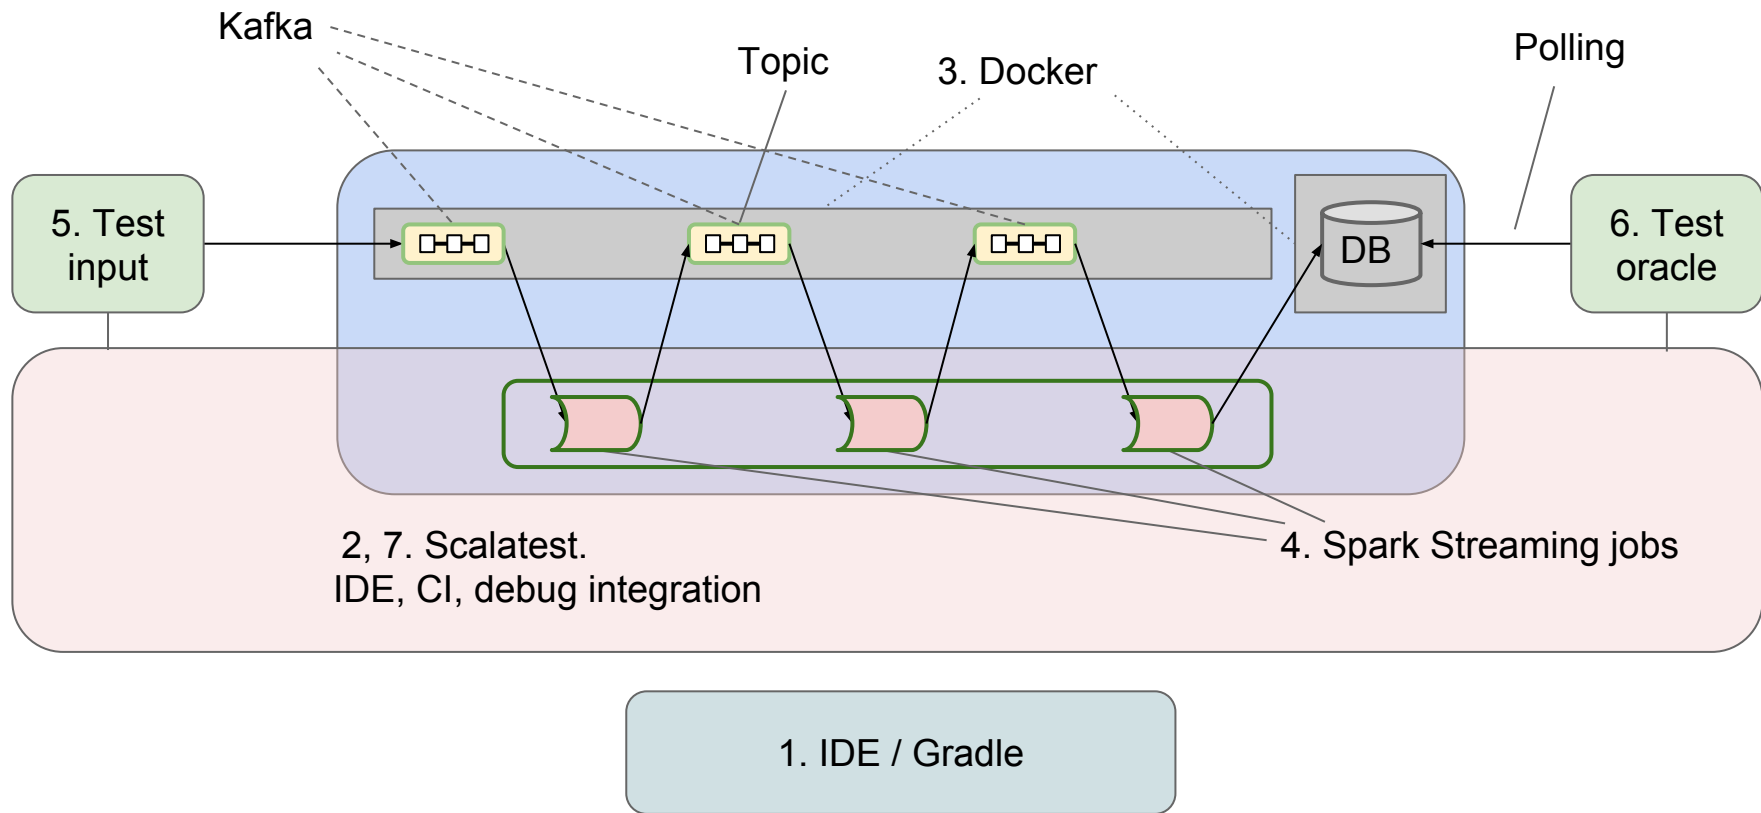 Kafka
Topic
3. Docker
Polling
5. Test
input
DB
6. Test
oracle
2, 7. Scalatest.
IDE, CI, debug integration
4. Spark Streaming jobs
1. IDE / Gradle